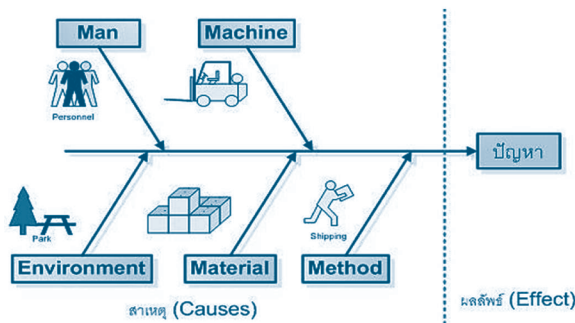 Man
Machine
Personnel
ปัญหา
Park
Shipping
Environment
Material
Method
สาเหตุ (Causes)
ผลลัพธ์ (Effect)